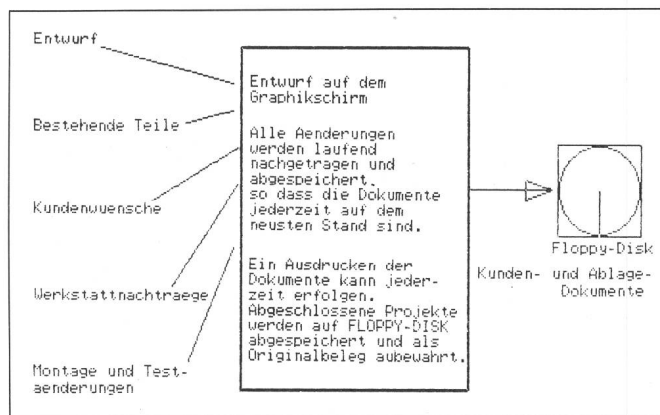 Entwurf
Bestehende Teile
Kundenwuensche
Werkstattnachtraege
Montage und Test-
aenderungen
Entwurf auf dem
Graphikschirm
Alle Aenderungen
werden laufend
nachgetragen und
abgespeichert.
so dass die Dokumente
jederzeit auf dem
neusten Stand sind.
Ein Ausdrucken der
Dokumente kann jeder-
zeit erfolgen.
Abgeschlossene Projekte
werden auf FLOPPY-DISK
abgespeichert und als
Originalbeleg aubewahrt.
Floppy-Disk
Kunden- und Ablage-
Dokumente